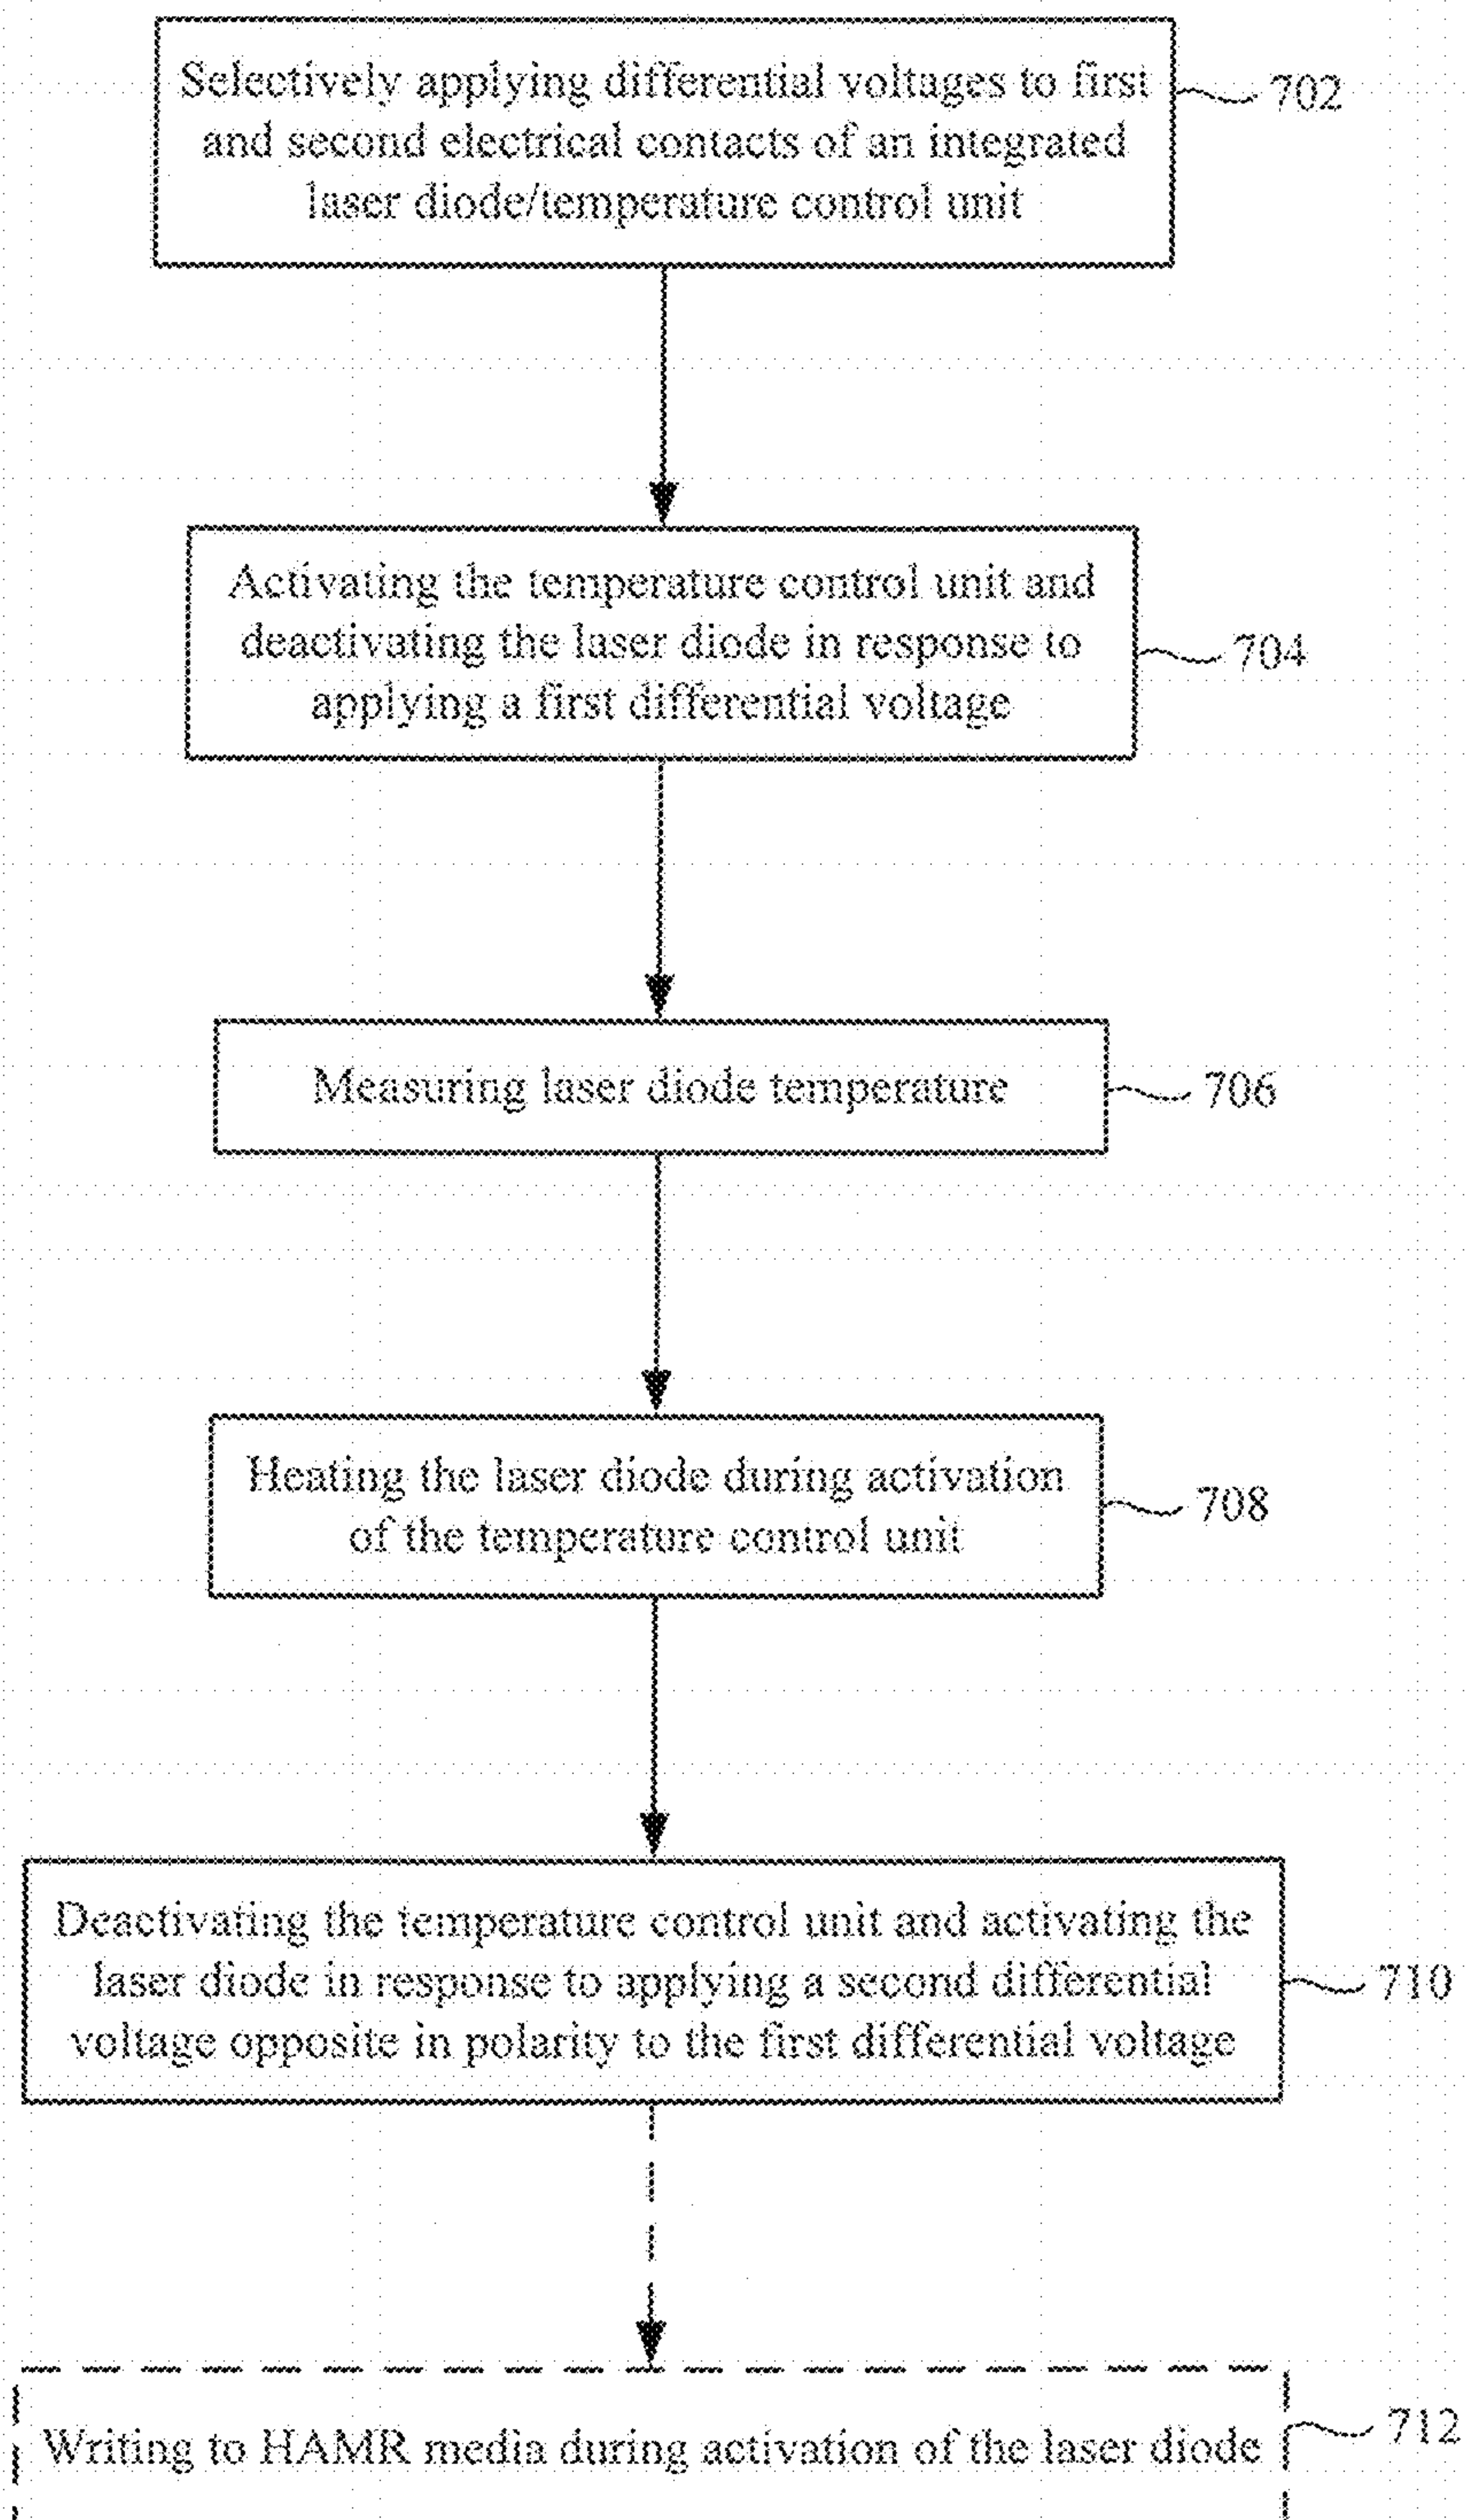 Selectively applying differential voltages to first
and second electrical contacts of an integrated
laser diode/temperature control unit
702
Activating the temperature control unit and
deactivating the laser diode in response to
applying a first differential voltage
704
Measuring laser diode temperature
706
Heating the laser diode during activation
of the temperature control unit
708
Deactivating the temperature control unit and activating the
laser diode in response to applying a second differential
voltage opposite in polarity to the first differential voltage
710
Writing to HAMR media during activation of the laser diode
712